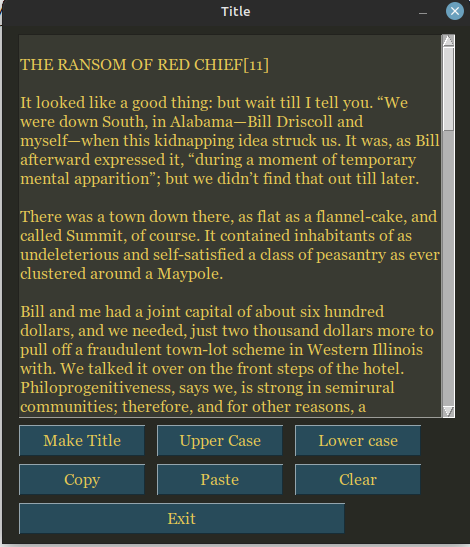 Title
THE RANSOM OF RED CHIEF[11]
It looked like a good thing: but wait till I tell you. “We
were down South, in Alabama—Bill Driscoll and
myself—when this kidnapping idea struck us. It was, as Bill
afterward expressed it, “during a moment of temporary
mental apparition”; but we didn’t find that out till later.
There was a town down there, as flat as a flannel-cake, and
called Summit, of course. It contained inhabitants of as
undeleterious and self-satisfied a class of peasantry as ever
clustered around a Maypole.
Bill and me had a joint capital of about six hundred
dollars, and we needed, just two thousand dollars more to
pull off a fraudulent town-lot scheme in Western Illinois
with. We talked it over on the front steps of the hotel.
Philoprogenitiveness, says we, is strong in semirural
communities; therefore, and for other reasons, a
Make Title
Upper Case
Lower case
Copy
Paste
Clear
Exit